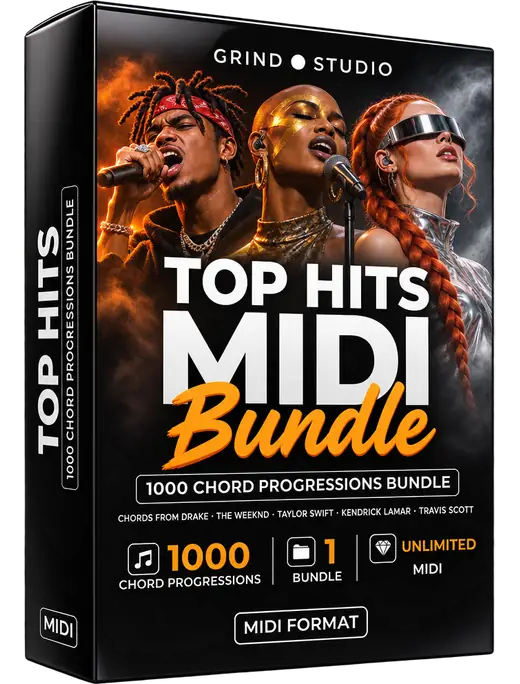 GRIND ● STUDIO
TOP HITS
MIDI
Bundle
1000 CHORD PROGRESSIONS BUNDLE
CHORDS FROM DRAKE · THE WEEKND · TAYLOR SWIFT · KENDRICK LAMAR · TRAVIS SCOTT
1000
CHORD PROGRESSIONS
1
BUNDLE
UNLIMITED
MIDI
MIDI FORMAT
TOP HITS
1000 CHORD PROGRESSIONS BUNDLE
MIDI